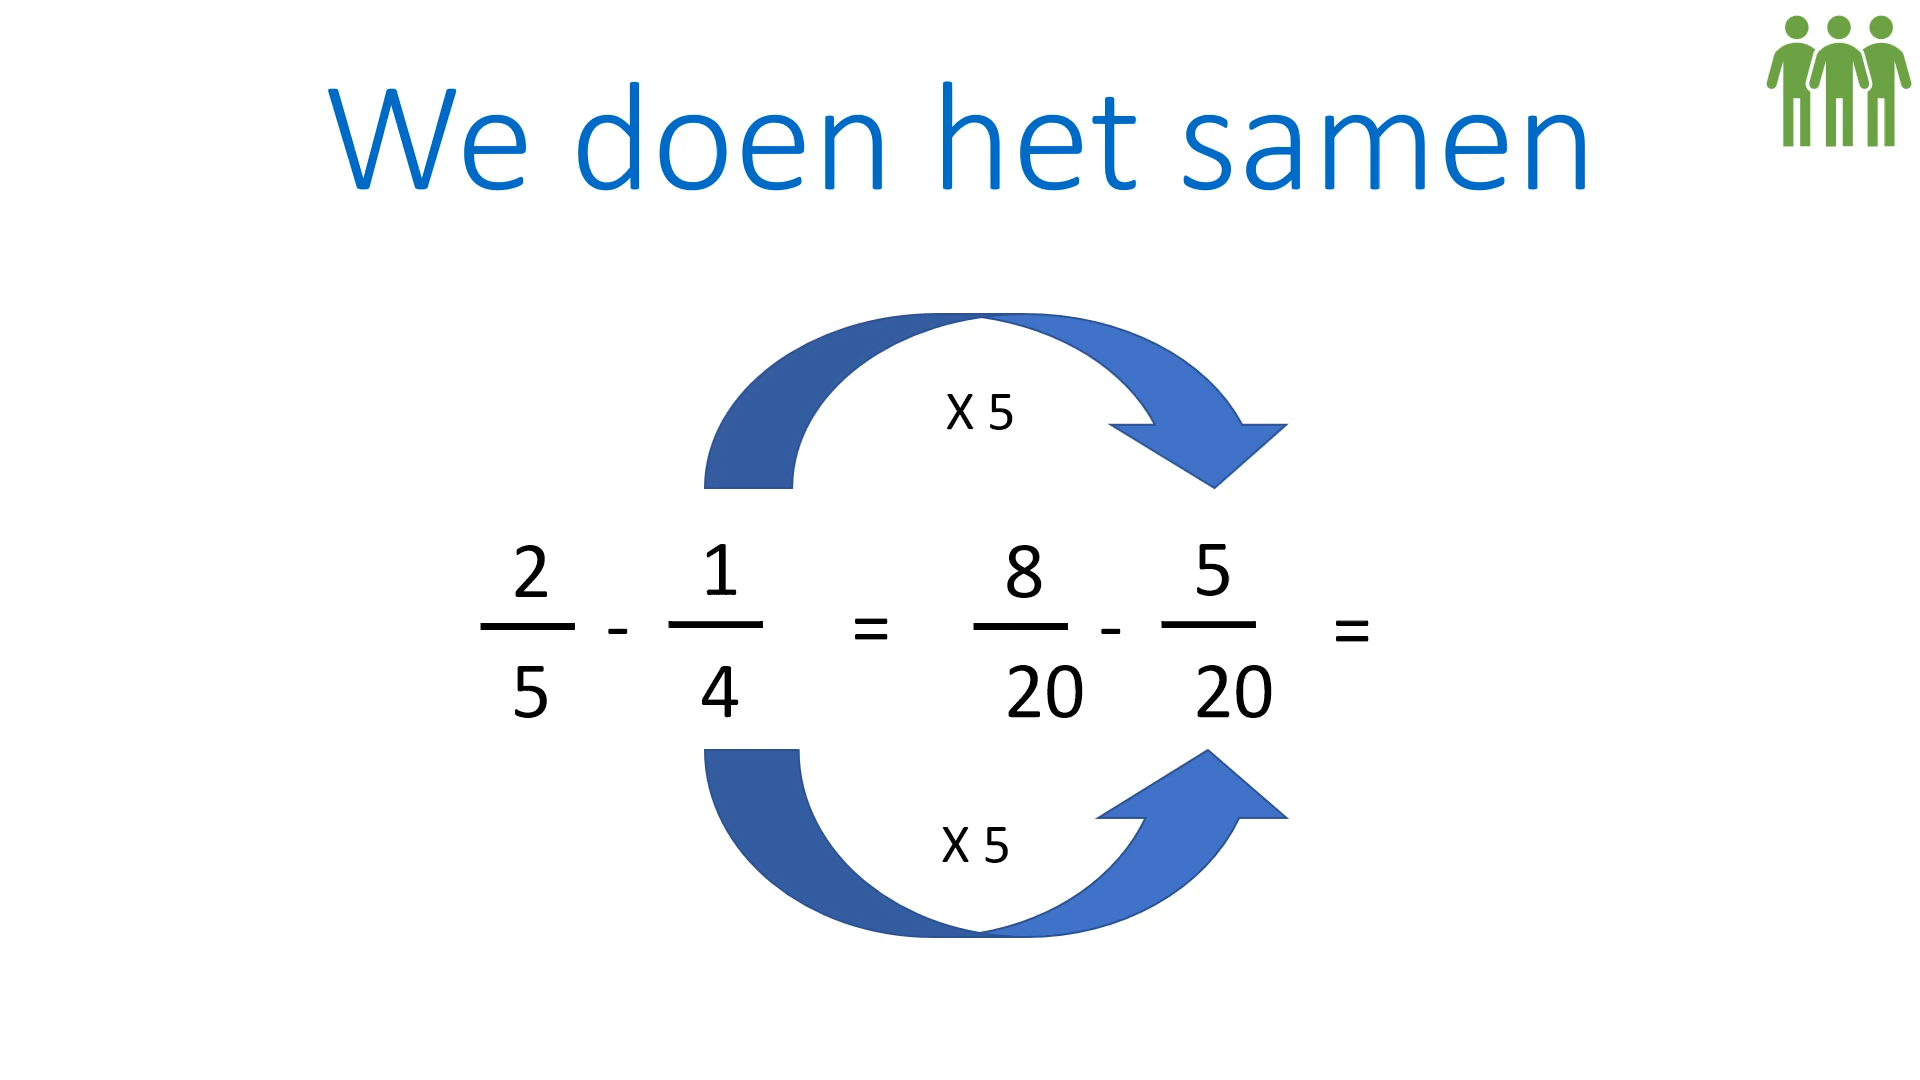 We doen het samen
X 5
2 1 8 5
- = - =
5 4 20 20
X 5